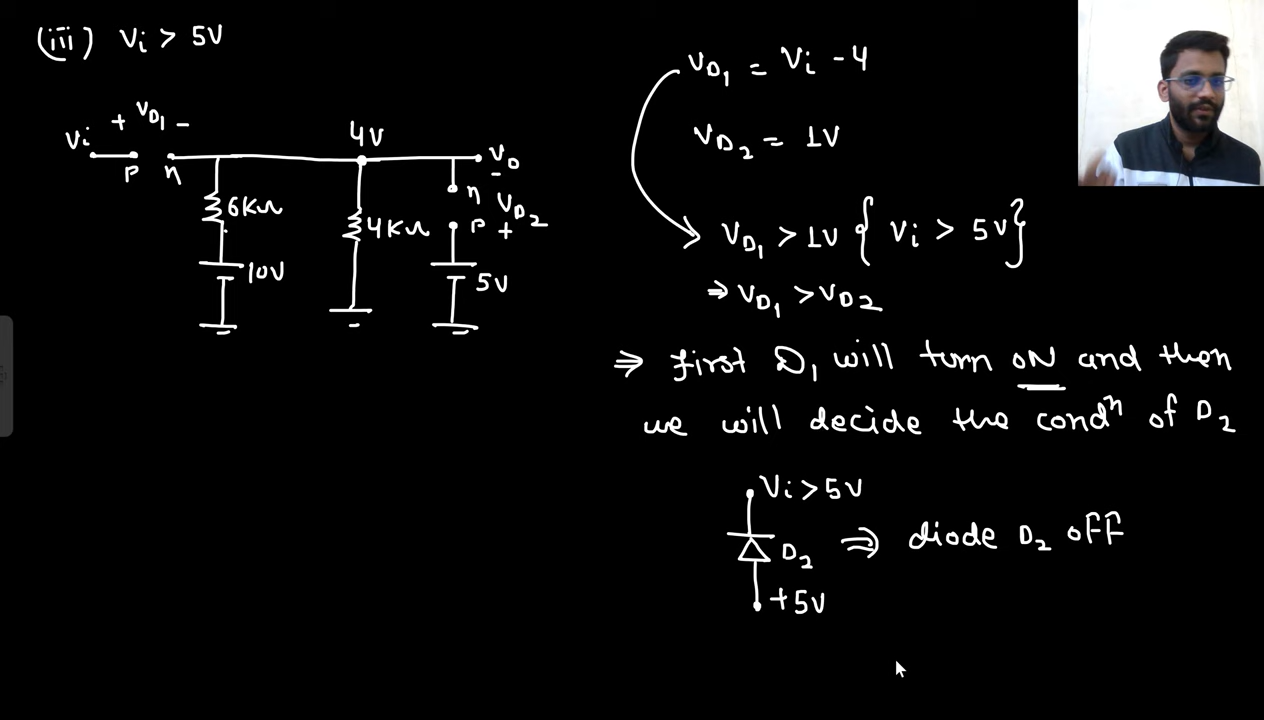 (iii) Vi > 5V
VD1 = Vi - 4
VD2 = 1V
Vi + VD1 - 4V VD
P n - n VD2
6KΩ 4KΩ P +
10V 5V
VD1 > 1V { Vi > 5V }
⇒ VD1 > VD2
⇒ first D1 will turn ON and then
we will decide the condn of D2
Vi > 5V
D2 ⇒ diode D2 off
+5V